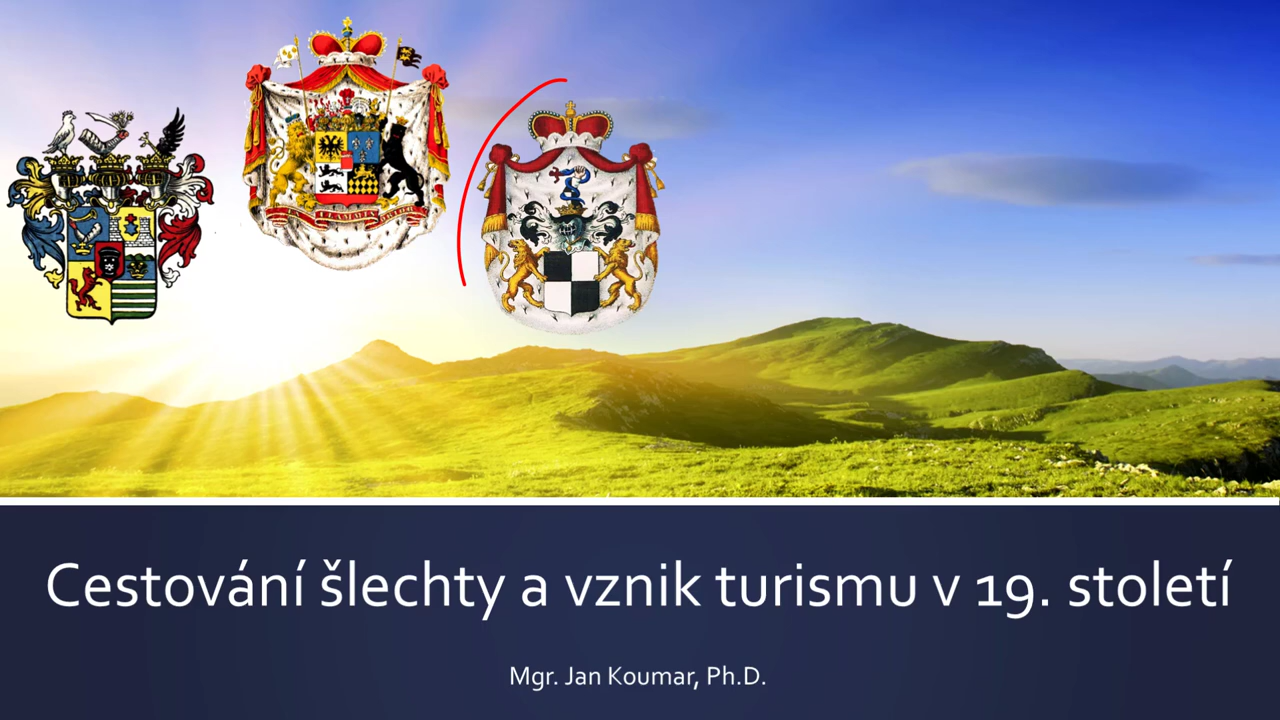 Cestování šlechty a vznik turismu v 19. století
Mgr. Jan Koumar, Ph.D.